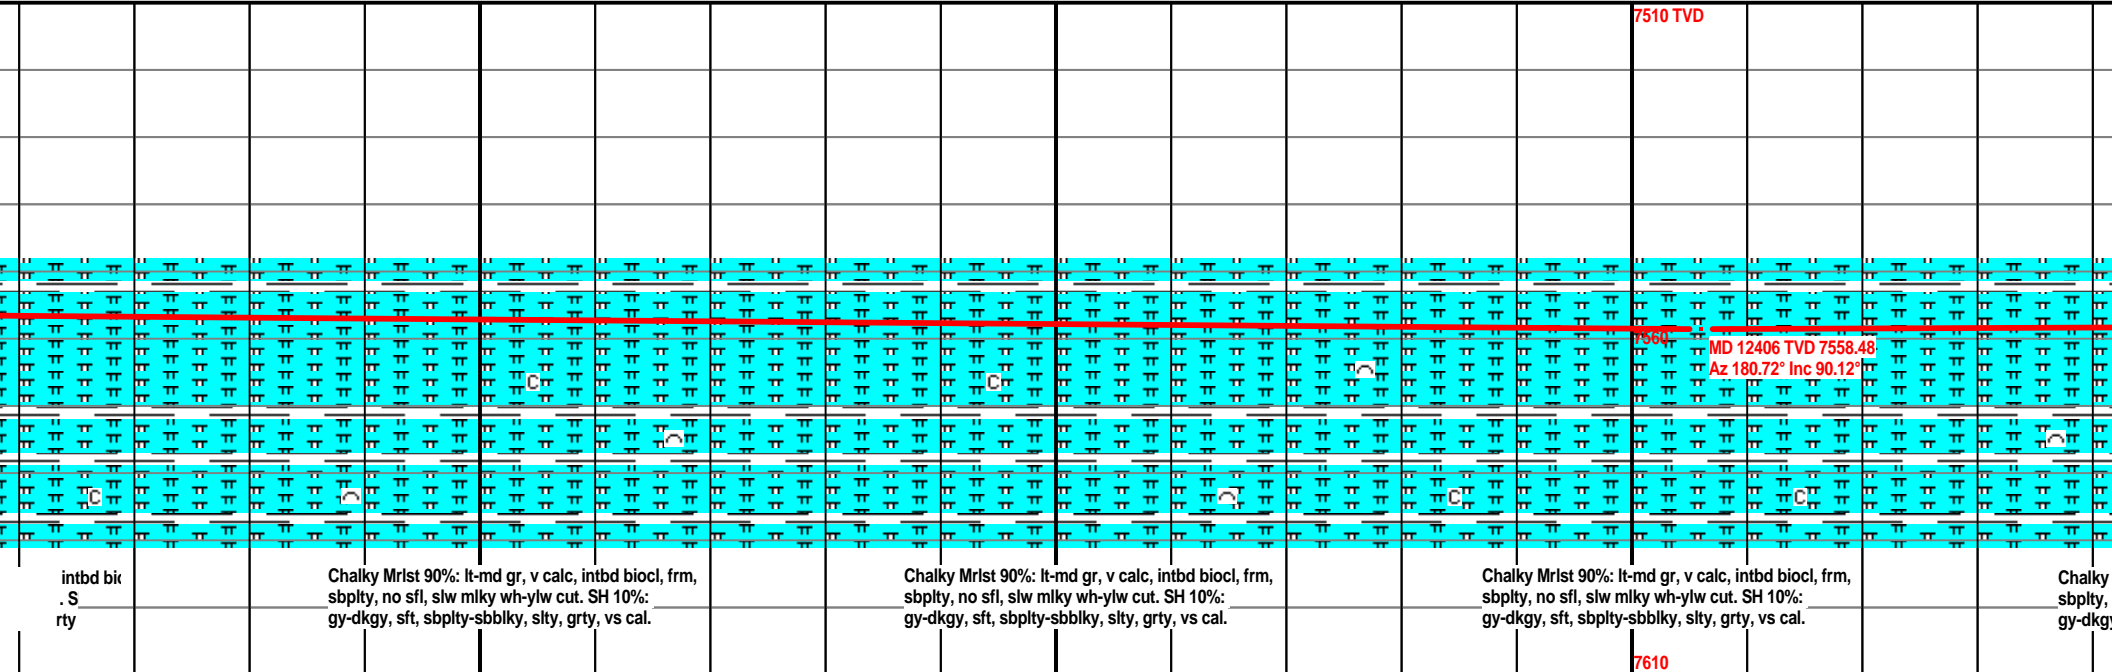 7510 TVD
7560
MD 12406 TVD 7558.48
Az 180.72° Inc 90.12°
intbd bio
. S
rty
Chalky Mrlst 90%: lt-md gr, v calc, intbd biocl, frm,
sbplty, no sfl, slw mlky wh-ylw cut. SH 10%:
gy-dkgy, sft, sbplty-sbblky, slty, grty, vs cal.
Chalky Mrlst 90%: lt-md gr, v calc, intbd biocl, frm,
sbplty, no sfl, slw mlky wh-ylw cut. SH 10%:
gy-dkgy, sft, sbplty-sbblky, slty, grty, vs cal.
Chalky Mrlst 90%: lt-md gr, v calc, intbd biocl, frm,
sbplty, no sfl, slw mlky wh-ylw cut. SH 10%:
gy-dkgy, sft, sbplty-sbblky, slty, grty, vs cal.
Chalky
sbplty,
gy-dkgy
7610